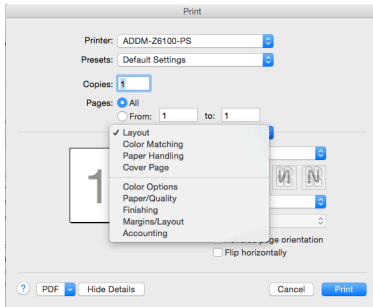 Print
Printer: ADDM-Z6100-PS
Presets: Default Settings
Copies: 1
Pages: All
From: 1 to: 1
✓ Layout
Color Matching
Paper Handling
Cover Page
Color Options
Paper/Quality
Finishing
Margins/Layout
Accounting
1
page orientation
Flip horizontally
? PDF Hide Details Cancel Print